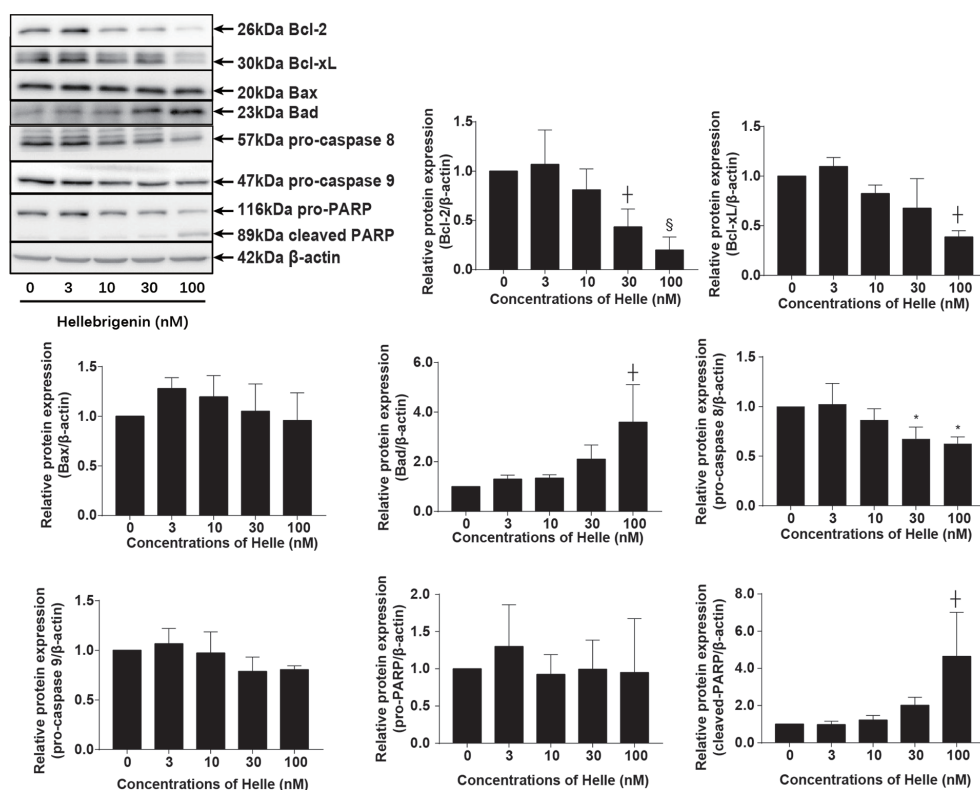 26kDa Bcl-2
30kDa Bcl-xL
20kDa Bax
23kDa Bad
57kDa pro-caspase 8
47kDa pro-caspase 9
116kDa pro-PARP
89kDa cleaved PARP
42kDa β-actin
0 3 10 30 100
Hellebrigenin (nM)
Relative protein expression
(Bcl-2/β-actin)
1.5
1.0
0.5
0.0
‡
§
0 3 10 30 100
Concentrations of Helle (nM)
Relative protein expression
(Bcl-xL/β-actin)
1.5
1.0
0.5
0.0
‡
0 3 10 30 100
Concentrations of Helle (nM)
Relative protein expression
(Bax/β-actin)
1.5
1.0
0.5
0.0
0 3 10 30 100
Concentrations of Helle (nM)
Relative protein expression
(Bad/β-actin)
6.0
4.0
2.0
0.0
‡
0 3 10 30 100
Concentrations of Helle (nM)
Relative protein expression
(pro-caspase 8/β-actin)
1.5
1.0
0.5
0.0
* *
0 3 10 30 100
Concentrations of Helle (nM)
Relative protein expression
(pro-caspase 9/β-actin)
1.5
1.0
0.5
0.0
0 3 10 30 100
Concentrations of Helle (nM)
Relative protein expression
(pro-PARP/β-actin)
2.0
1.5
1.0
0.5
0.0
0 3 10 30 100
Concentrations of Helle (nM)
Relative protein expression
(cleaved-PARP/β-actin)
8.0
6.0
4.0
2.0
0.0
‡
0 3 10 30 100
Concentrations of Helle (nM)